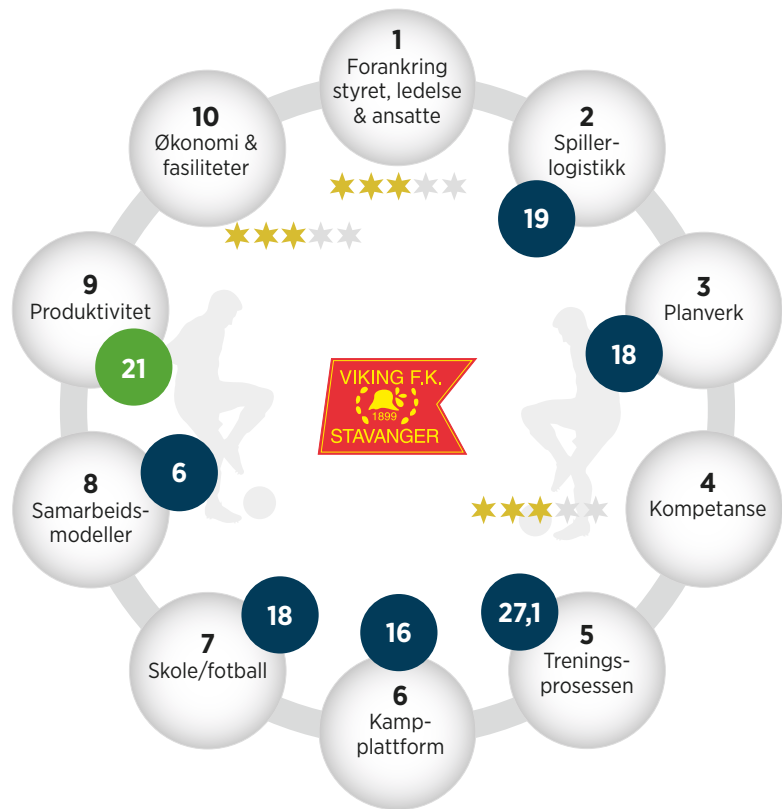 1
Forankring
styret, ledelse
& ansatte
2
Spiller-
logistikk
19
3
Planverk
18
4
Kompetanse
5
Trenings-
prosessen
27,1
6
Kamp-
plattform
16
7
Skole/fotball
18
8
Samarbeids-
modeller
6
9
Produktivitet
21
10
Økonomi &
fasiliteter
VIKING F.K.
1899
STAVANGER